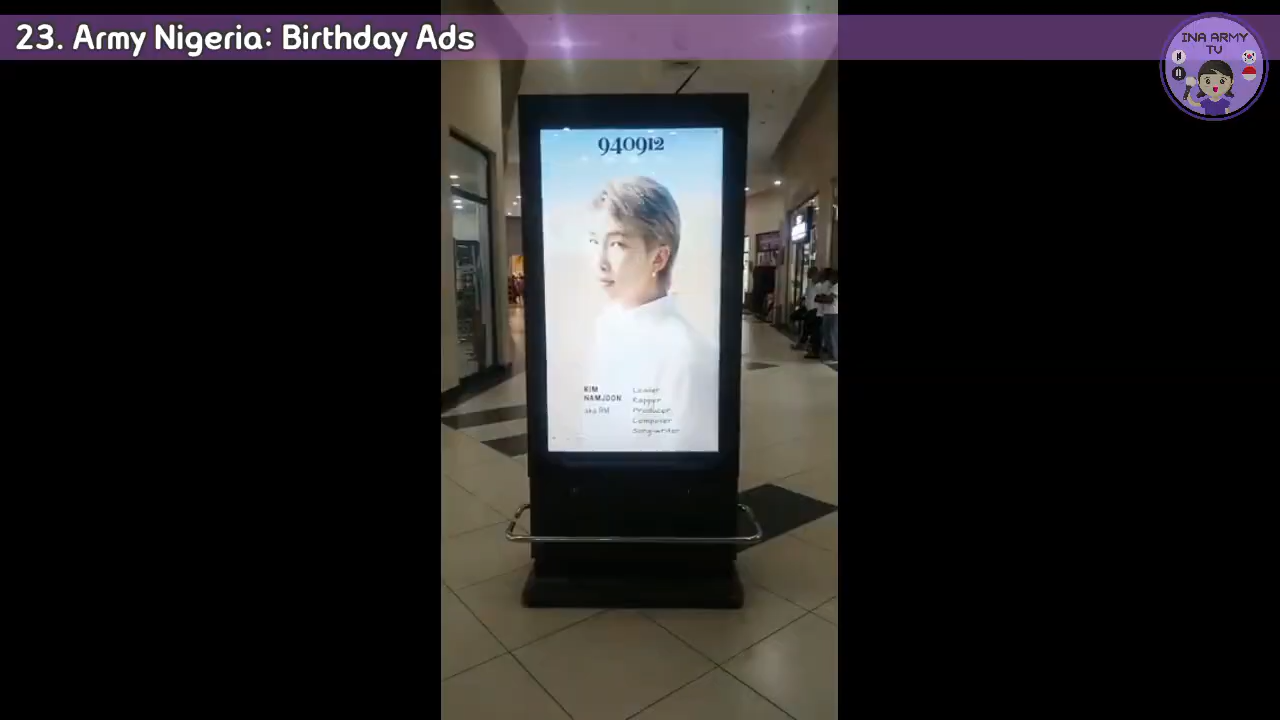 23. Army Nigeria: Birthday Ads
INA ARMY
TV
940912
KIM
NAMJOON
aka RM
Leader
Rapper
Producer
Composer
Songwriter